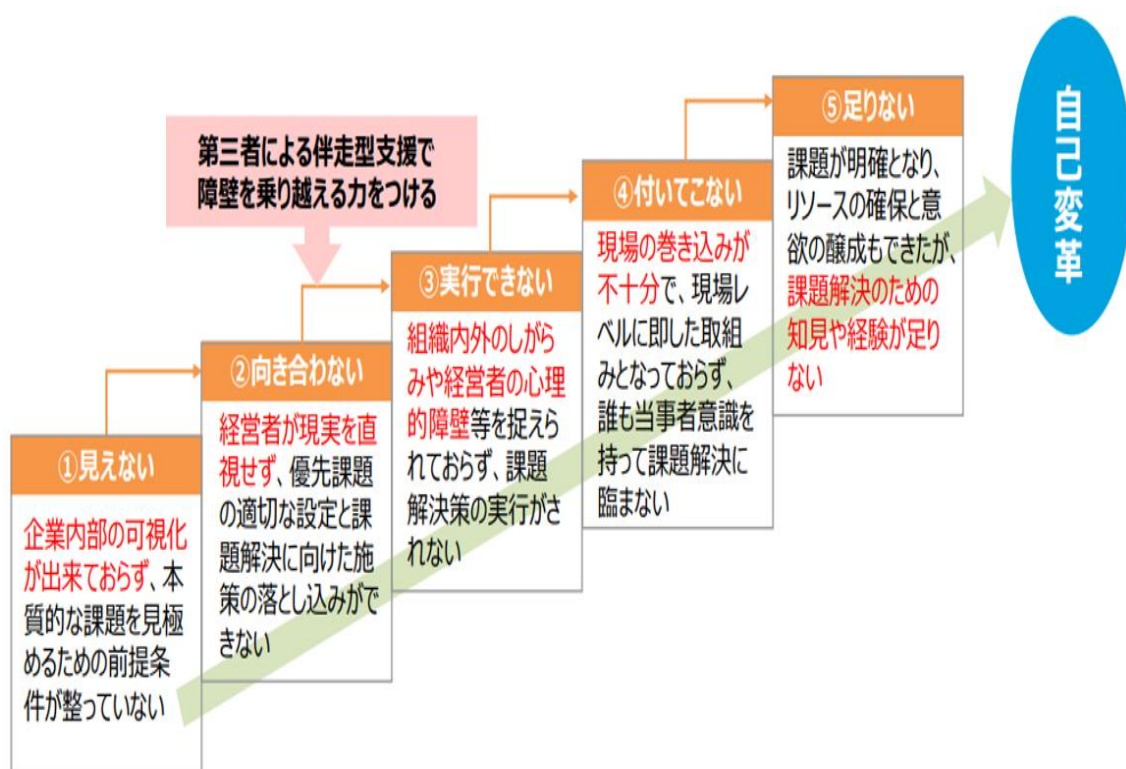 第三者による伴走型支援で
障壁を乗り越える力をつける
①見えない
企業内部の可視化
が出来ておらず、本
質的な課題を見極
めるための前提条
件が整っていない
②向き合わない
経営者が現実を直
視せず、優先課題
の適切な設定と課
題解決に向けた施
策の落とし込みがで
きない
③実行できない
組織内外のしがら
みや経営者の心理
的障壁等を捉えら
れておらず、課題
解決策の実行がさ
れない
④付いてこない
現場の巻き込みが
不十分で、現場レ
ベルに即した取組
みとなっておらず、
誰も当事者意識を
持って課題解決に
臨まない
⑤足りない
課題が明確となり、
リソースの確保と意
欲の醸成もできたが、
課題解決のための
知見や経験が足り
ない
自己変革